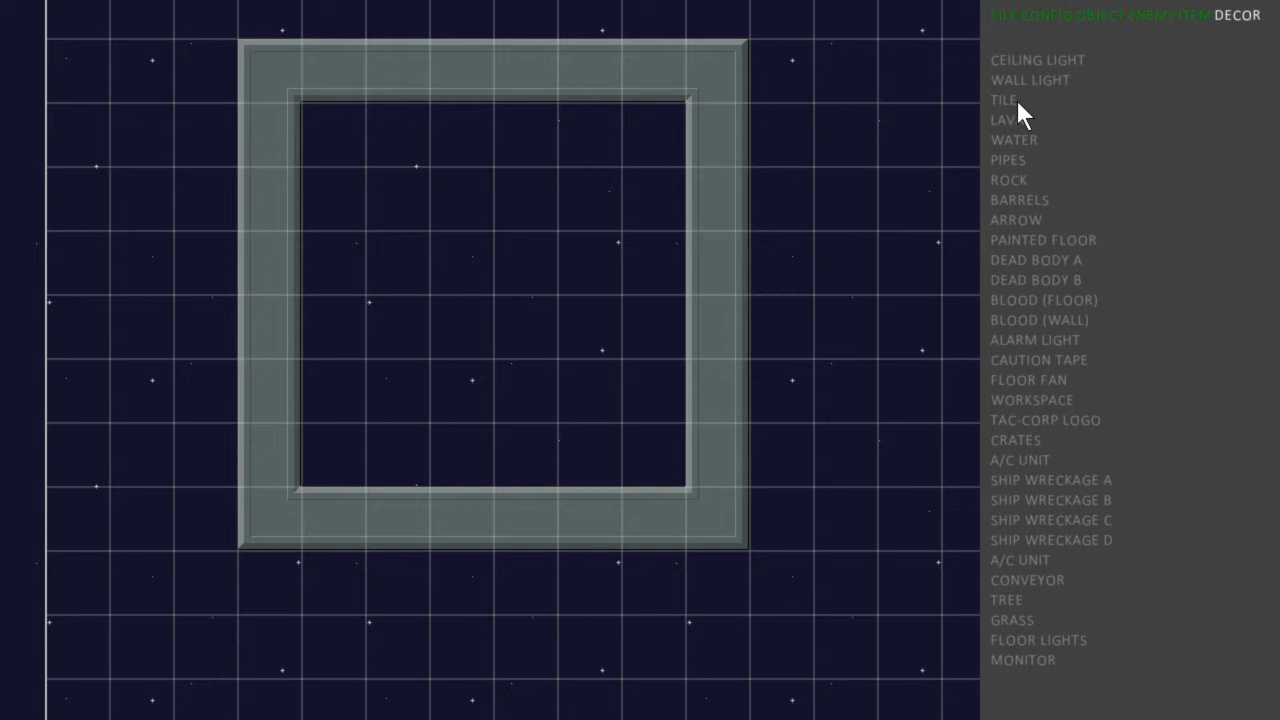 FILE CONFIG OBJECT ENEMY ITEM DECOR
CEILING LIGHT
WALL LIGHT
TILE
LAVA
WATER
PIPES
ROCK
BARRELS
ARROW
PAINTED FLOOR
DEAD BODY A
DEAD BODY B
BLOOD (FLOOR)
BLOOD (WALL)
ALARM LIGHT
CAUTION TAPE
FLOOR FAN
WORKSPACE
TAC-CORP LOGO
CRATES
A/C UNIT
SHIP WRECKAGE A
SHIP WRECKAGE B
SHIP WRECKAGE C
SHIP WRECKAGE D
A/C UNIT
CONVEYOR
TREE
GRASS
FLOOR LIGHTS
MONITOR